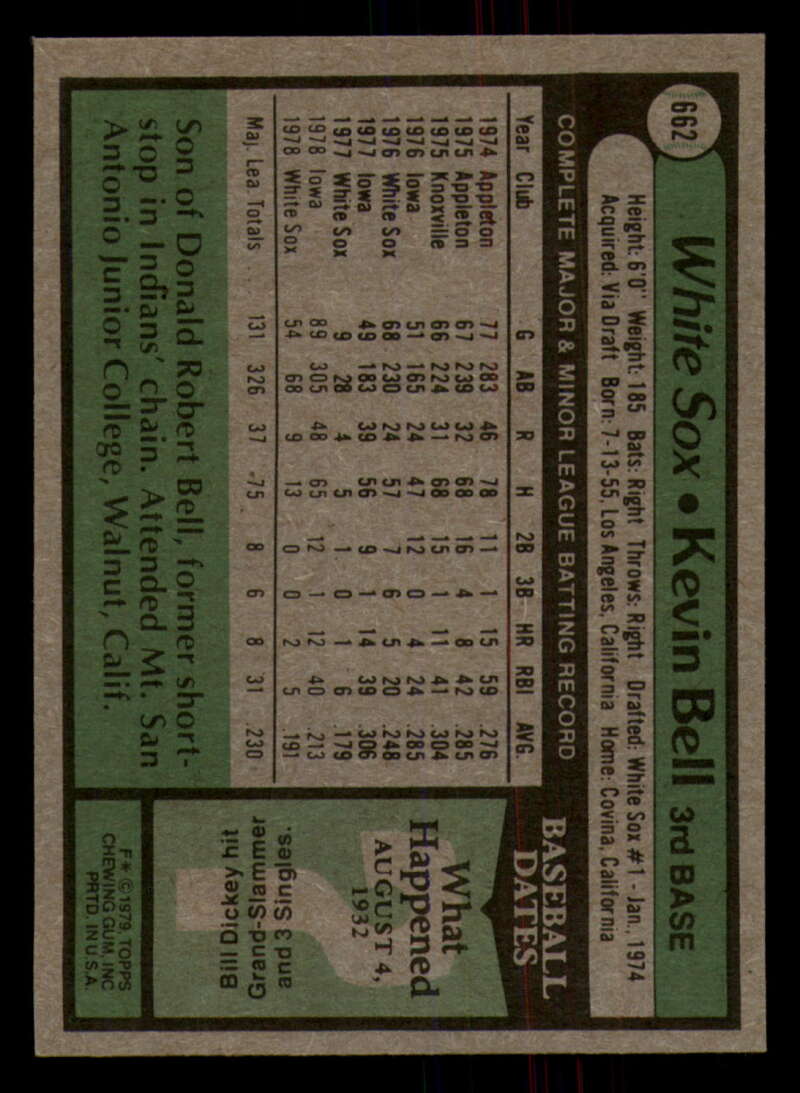 662
White Sox • Kevin Bell 3rd BASE
Height: 6'0" Weight: 185 Bats: Right Throws: Right Drafted: White Sox #1 - Jan., 1974
Acquired: Via Draft Born: 7-13-55, Los Angeles, California Home: Covina, California
COMPLETE MAJOR & MINOR LEAGUE BATTING RECORD
Year Club G AB R H 2B 3B HR RBI AVG.
1974 Appleton 77 283 46 78 11 1 15 59 .276
1975 Appleton 67 239 32 68 16 4 8 42 .285
1975 Knoxville 66 224 31 68 15 1 11 41 .304
1976 Iowa 51 165 24 47 12 0 4 24 .285
1976 White Sox 68 230 24 57 7 6 5 20 .248
1977 Iowa 49 183 39 56 9 1 14 39 .306
1977 White Sox 9 28 4 5 1 0 1 6 .179
1978 Iowa 89 305 48 65 12 1 12 40 .213
1978 White Sox 54 68 9 13 0 0 2 5 .191
Maj. Lea Totals 131 326 37 75 8 6 8 31 .230
Son of Donald Robert Bell, former short-
stop in Indians' chain. Attended Mt. San
Antonio Junior College, Walnut, Calif.
BASEBALL
DATES
What
Happened
AUGUST 4,
1932
Bill Dickey hit
Grand-Slammer
and 3 Singles.
F* © 1979, TOPPS
CHEWING GUM, INC
PRTD. IN U.S.A.